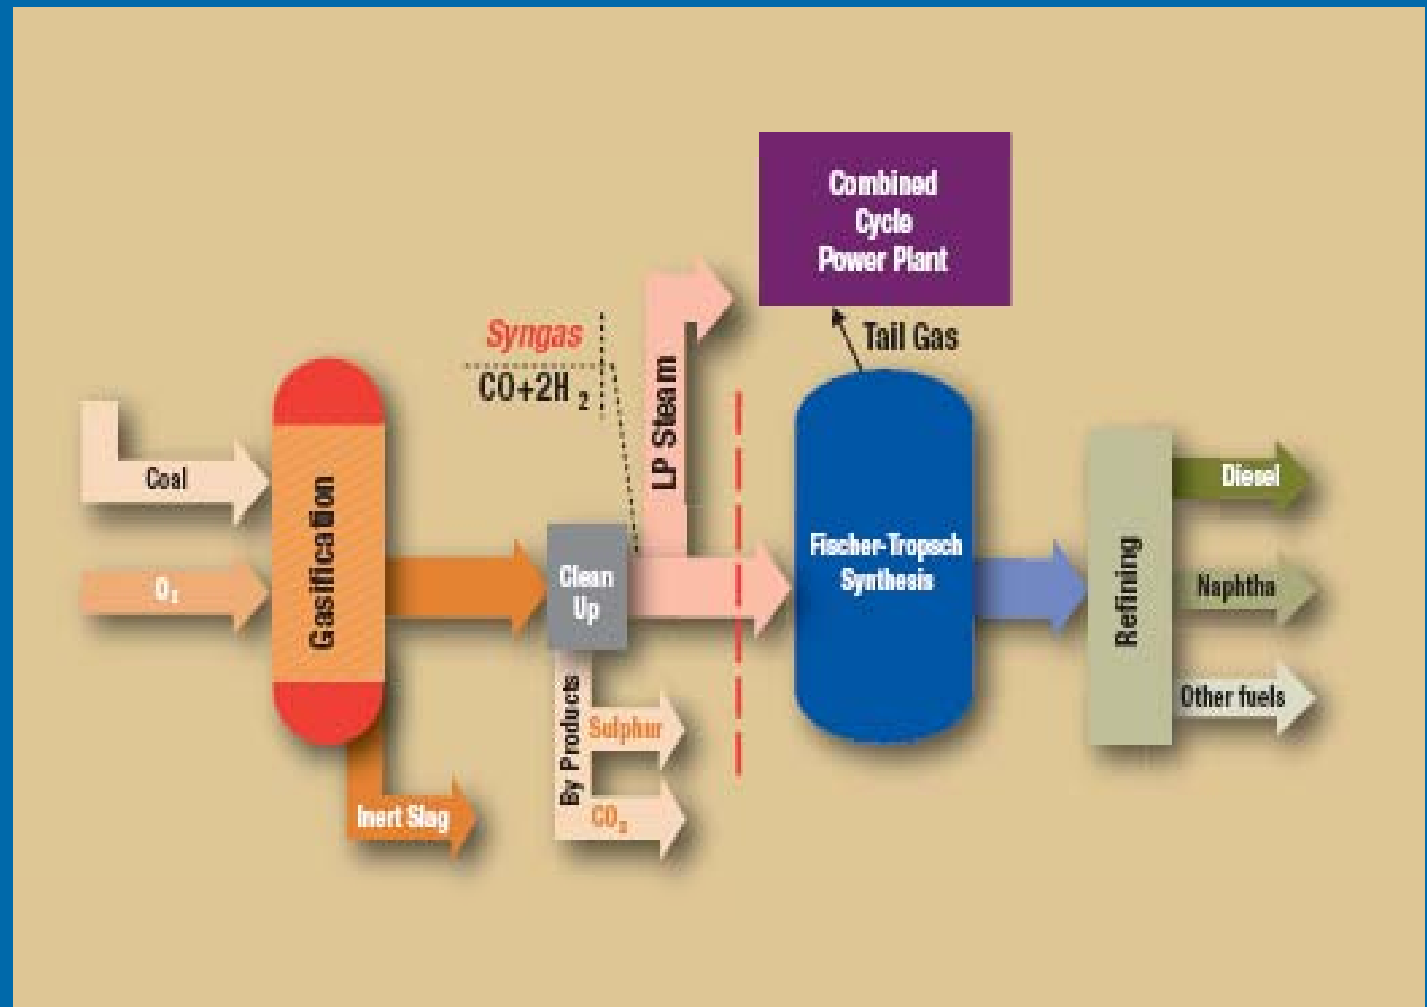 Combined
Cycle
Power Plant
Syngas
CO+2H₂
Tail Gas
LP Steam
Coal
O₂
Gasification
Clean
Up
Fischer-Tropsch
Synthesis
Refining
Diesel
Naphtha
Other fuels
By Products
Sulphur
CO₂
Inert Slag